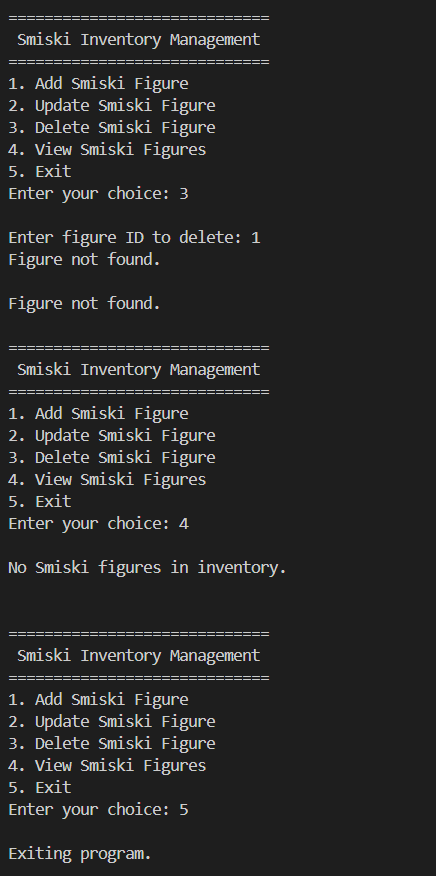 =============================
 Smiski Inventory Management
=============================
1. Add Smiski Figure
2. Update Smiski Figure
3. Delete Smiski Figure
4. View Smiski Figures
5. Exit
Enter your choice: 3

Enter figure ID to delete: 1
Figure not found.

Figure not found.

=============================
 Smiski Inventory Management
=============================
1. Add Smiski Figure
2. Update Smiski Figure
3. Delete Smiski Figure
4. View Smiski Figures
5. Exit
Enter your choice: 4

No Smiski figures in inventory.


=============================
 Smiski Inventory Management
=============================
1. Add Smiski Figure
2. Update Smiski Figure
3. Delete Smiski Figure
4. View Smiski Figures
5. Exit
Enter your choice: 5

Exiting program.